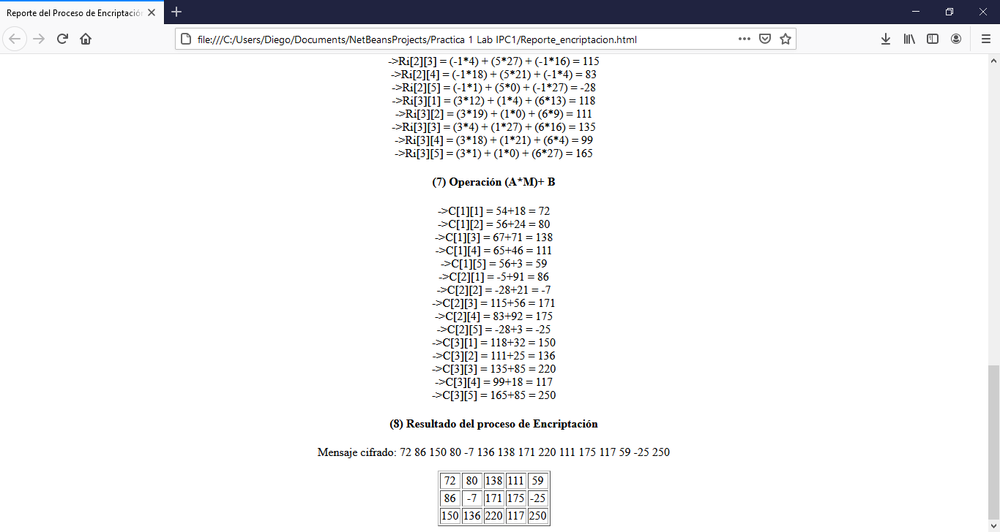 Reporte del Proceso de Encriptación
file:///C:/Users/Diego/Documents/NetBeansProjects/Practica 1 Lab IPC1/Reporte_encriptacion.html
->Ri[2][3] = (-1*4) + (5*27) + (-1*16) = 115
->Ri[2][4] = (-1*18) + (5*21) + (-1*4) = 83
->Ri[2][5] = (-1*1) + (5*0) + (-1*27) = -28
->Ri[3][1] = (3*12) + (1*4) + (6*13) = 118
->Ri[3][2] = (3*19) + (1*0) + (6*9) = 111
->Ri[3][3] = (3*4) + (1*27) + (6*16) = 135
->Ri[3][4] = (3*18) + (1*21) + (6*4) = 99
->Ri[3][5] = (3*1) + (1*0) + (6*27) = 165
(7) Operación (A*M)+ B
->C[1][1] = 54+18 = 72
->C[1][2] = 56+24 = 80
->C[1][3] = 67+71 = 138
->C[1][4] = 65+46 = 111
->C[1][5] = 56+3 = 59
->C[2][1] = -5+91 = 86
->C[2][2] = -28+21 = -7
->C[2][3] = 115+56 = 171
->C[2][4] = 83+92 = 175
->C[2][5] = -28+3 = -25
->C[3][1] = 118+32 = 150
->C[3][2] = 111+25 = 136
->C[3][3] = 135+85 = 220
->C[3][4] = 99+18 = 117
->C[3][5] = 165+85 = 250
(8) Resultado del proceso de Encriptación
Mensaje cifrado: 72 86 150 80 -7 136 138 171 220 111 175 117 59 -25 250
72 80 138 111 59
86 -7 171 175 -25
150 136 220 117 250